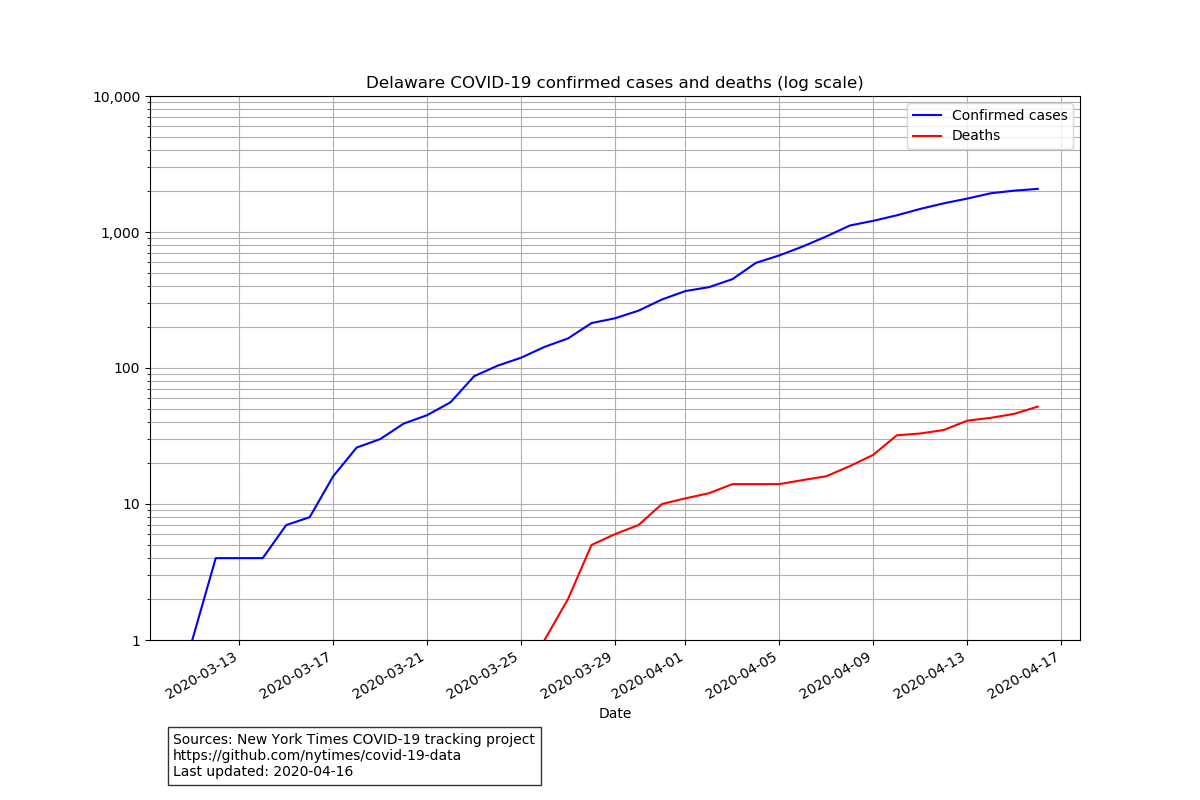 Delaware COVID-19 confirmed cases and deaths (log scale)
10,000
1,000
100
10
1
Confirmed cases
Deaths
2020-03-13
2020-03-17
2020-03-21
2020-03-25
2020-03-29
2020-04-01
2020-04-05
2020-04-09
2020-04-13
2020-04-17
Date
Sources: New York Times COVID-19 tracking project
https://github.com/nytimes/covid-19-data
Last updated: 2020-04-16